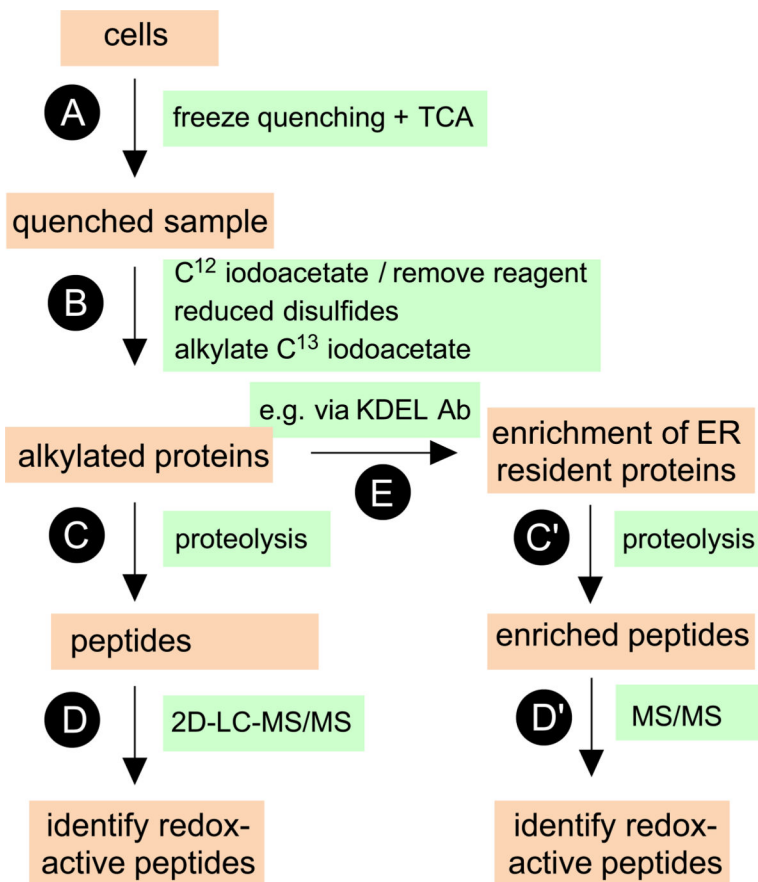 cells
A
freeze quenching + TCA
quenched sample
B
C¹² iodoacetate / remove reagent
reduced disulfides
alkylate C¹³ iodoacetate
e.g. via KDEL Ab
alkylated proteins
E
enrichment of ER
resident proteins
C
proteolysis
C'
proteolysis
peptides
enriched peptides
D
2D-LC-MS/MS
D'
MS/MS
identify redox-
active peptides
identify redox-
active peptides